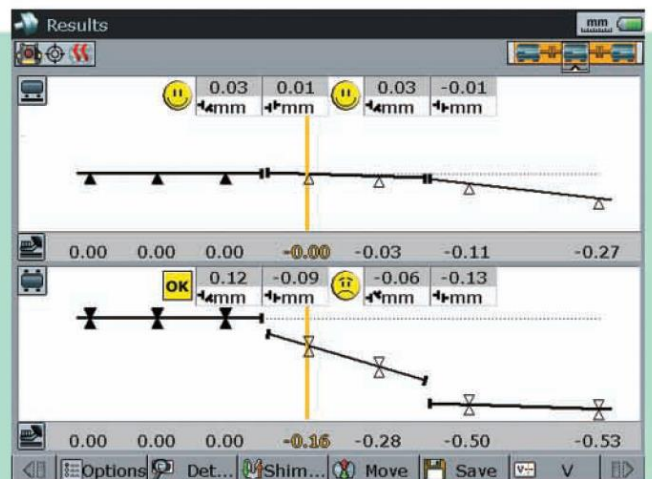 Results
mm
0.03 0.01 0.03 -0.01
mm mm mm mm
0.00 0.00 0.00 -0.00 -0.03 -0.11 -0.27
OK 0.12 -0.09 -0.06 -0.13
mm mm mm mm
0.00 0.00 0.00 -0.16 -0.28 -0.50 -0.53
Options Det... Shim... Move Save V